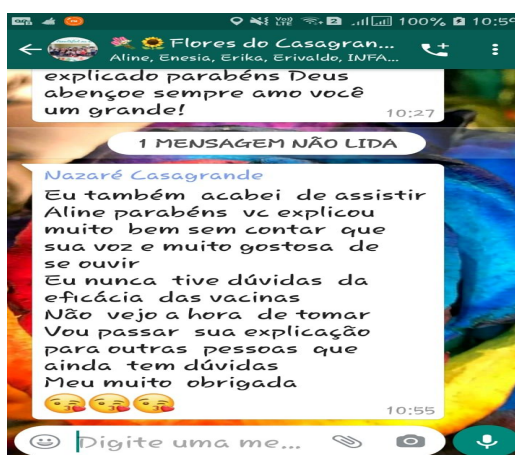 100% 10:59
Flores do Casagran...
Aline, Enesia, Erika, Erivaldo, INFA...
explicado parabéns Deus
abençoe sempre amo você
um grande!
10:27
1 MENSAGEM NÃO LIDA
Nazaré Casagrande
Eu também acabei de assistir
Aline parabéns vc explicou
muito bem sem contar que
sua voz e muito gostosa de
se ouvir
Eu nunca tive dúvidas da
eficácia das vacinas
Não vejo a hora de tomar
Vou passar sua explicação
para outras pessoas que
ainda tem dúvidas
Meu muito obrigada
10:55
Digite uma me...